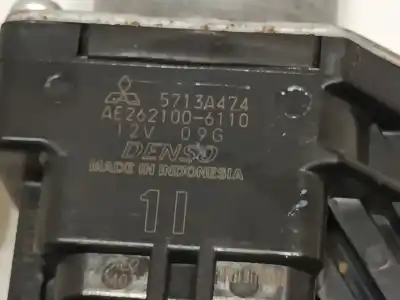 5713A474
AE262100-6110
12V 09G
DENSO
MADE IN INDONESIA
11